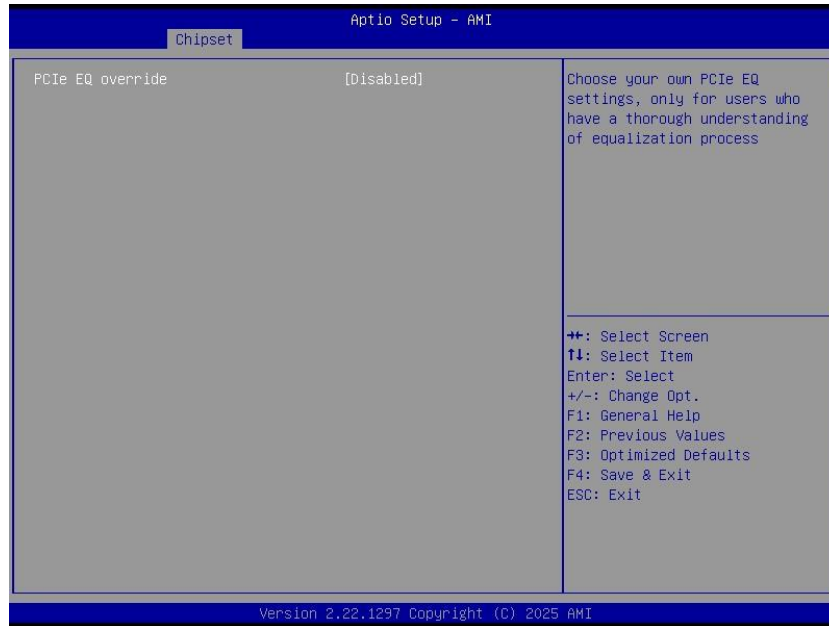 Aptio Setup - AMI
Chipset
PCIe EQ override [Disabled]
Choose your own PCIe EQ
settings, only for users who
have a thorough understanding
of equalization process
→←: Select Screen
↑↓: Select Item
Enter: Select
+/-: Change Opt.
F1: General Help
F2: Previous Values
F3: Optimized Defaults
F4: Save & Exit
ESC: Exit
Version 2.22.1297 Copyright (C) 2025 AMI